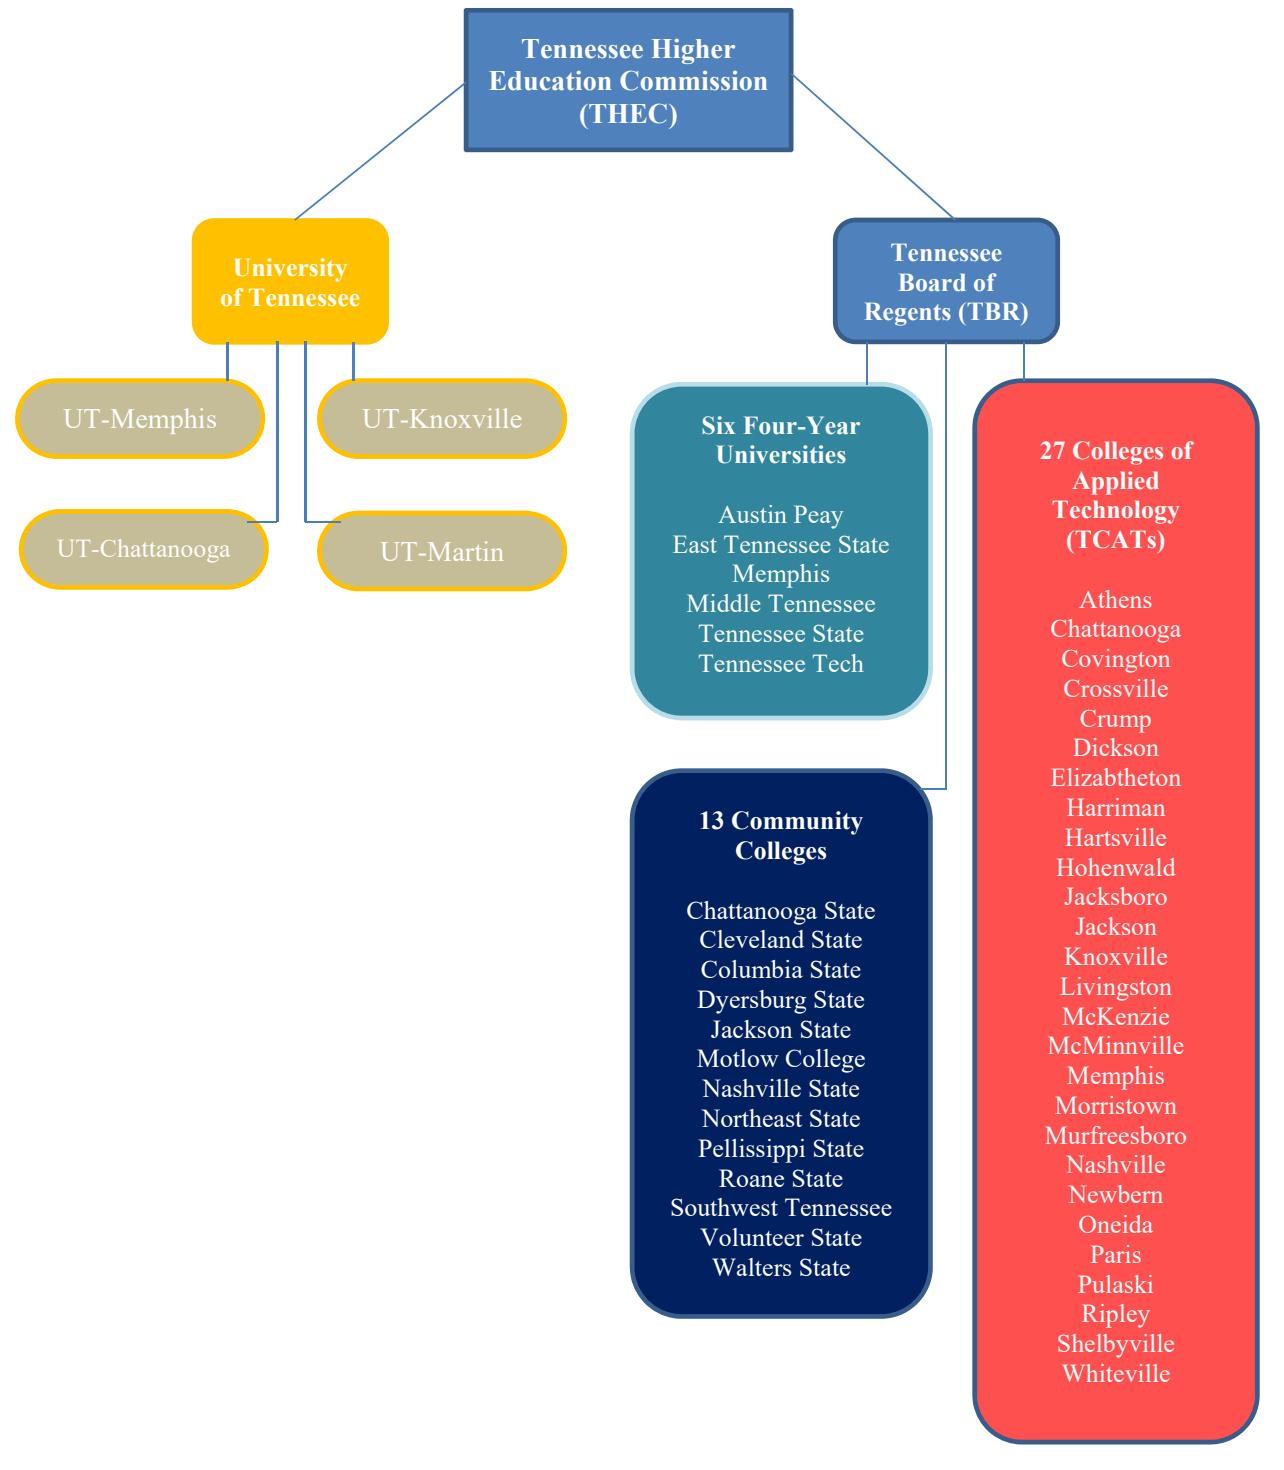 Tennessee Higher
Education Commission
(THEC)
University
of Tennessee
Tennessee
Board of
Regents (TBR)
UT-Memphis
UT-Knoxville
UT-Chattanooga
UT-Martin
Six Four-Year
Universities
Austin Peay
East Tennessee State
Memphis
Middle Tennessee
Tennessee State
Tennessee Tech
13 Community
Colleges
Chattanooga State
Cleveland State
Columbia State
Dyersburg State
Jackson State
Motlow College
Nashville State
Northeast State
Pellissippi State
Roane State
Southwest Tennessee
Volunteer State
Walters State
27 Colleges of
Applied
Technology
(TCATs)
Athens
Chattanooga
Covington
Crossville
Crump
Dickson
Elizabtheton
Harriman
Hartsville
Hohenwald
Jacksboro
Jackson
Knoxville
Livingston
McKenzie
McMinnville
Memphis
Morristown
Murfreesboro
Nashville
Newbern
Oneida
Paris
Pulaski
Ripley
Shelbyville
Whiteville